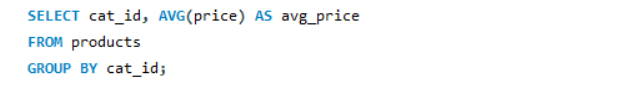 SELECT cat_id, AVG(price) AS avg_price
FROM products
GROUP BY cat_id;